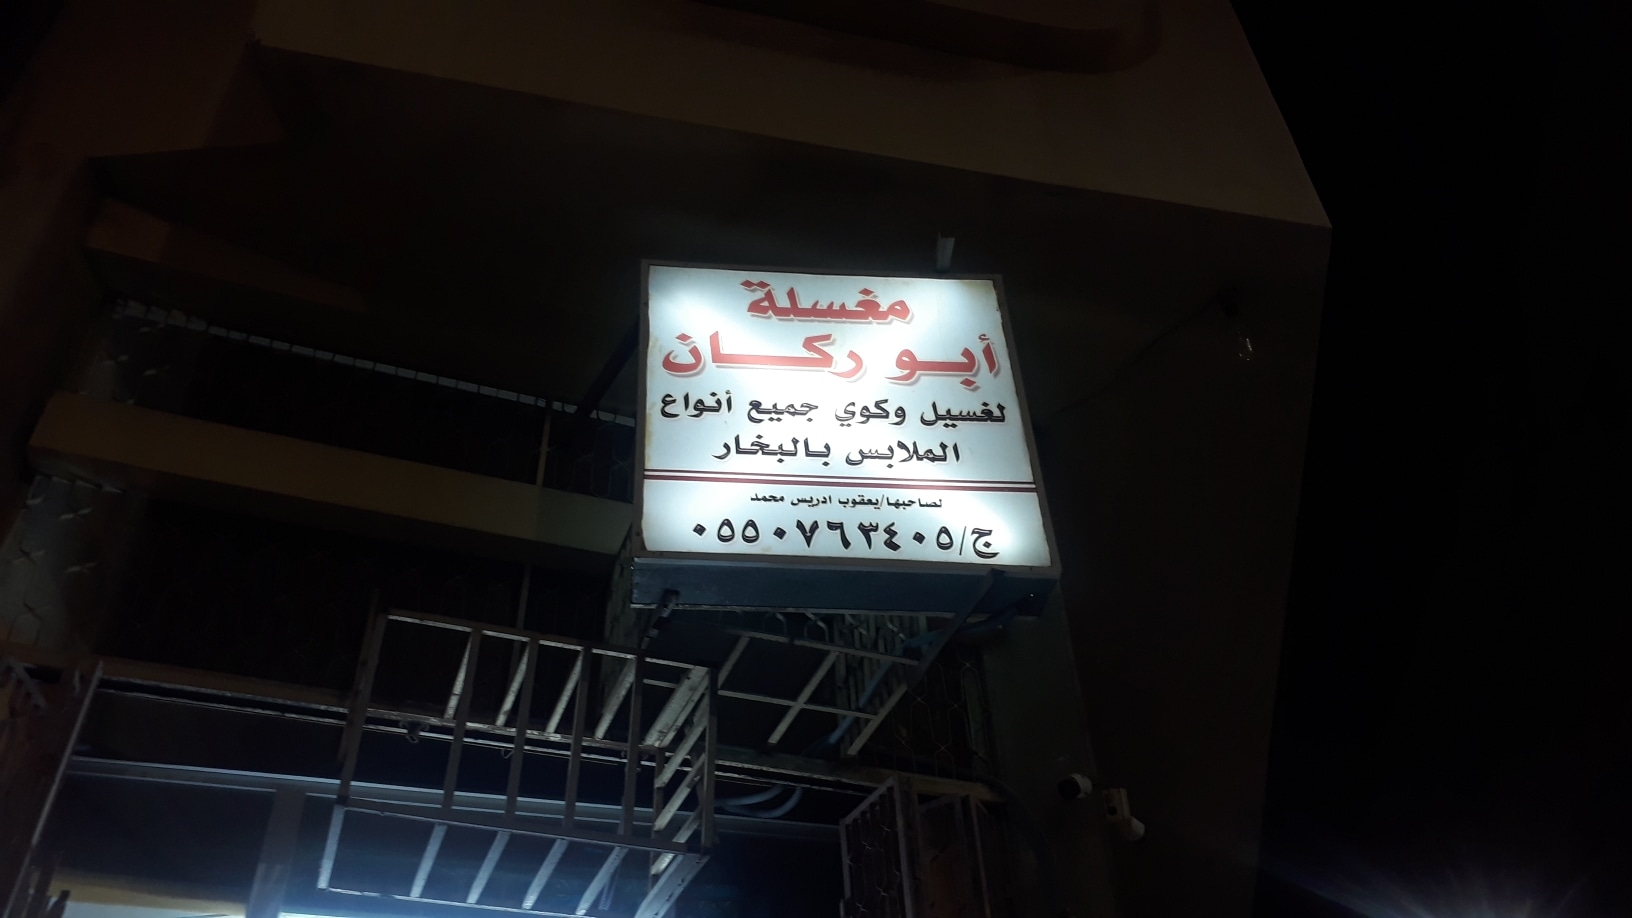 مغسلة
أبو ركان
لغسيل وكوي جميع أنواع
الملابس بالبخار
لصاحبها/يعقوب ادريس محمد
ج/٠٥٥٠٧٦٣٤٠٥